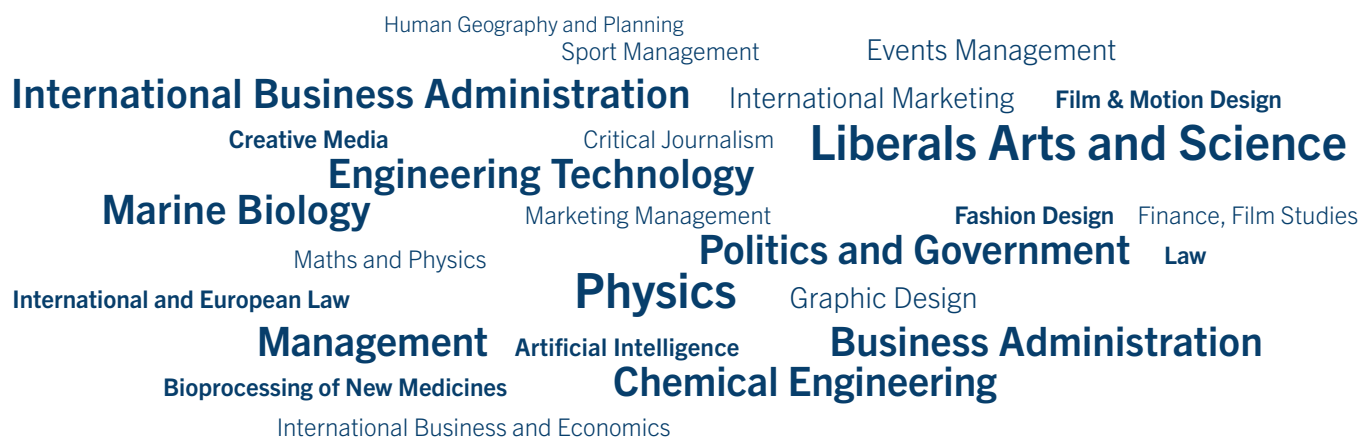 Human Geography and Planning
Sport Management Events Management
International Business Administration International Marketing Film & Motion Design
Creative Media Critical Journalism Liberals Arts and Science
Engineering Technology
Marine Biology Marketing Management Fashion Design Finance, Film Studies
Maths and Physics Politics and Government Law
International and European Law Physics Graphic Design
Management Artificial Intelligence Business Administration
Bioprocessing of New Medicines Chemical Engineering
International Business and Economics